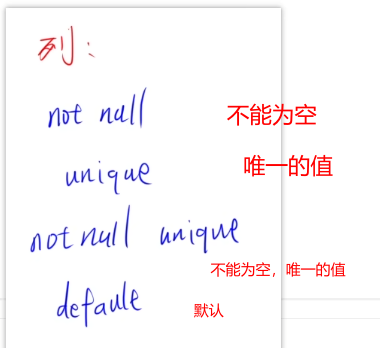 列:
not null 不能为空
unique 唯一的值
not null unique
不能为空，唯一的值
defaule 默认